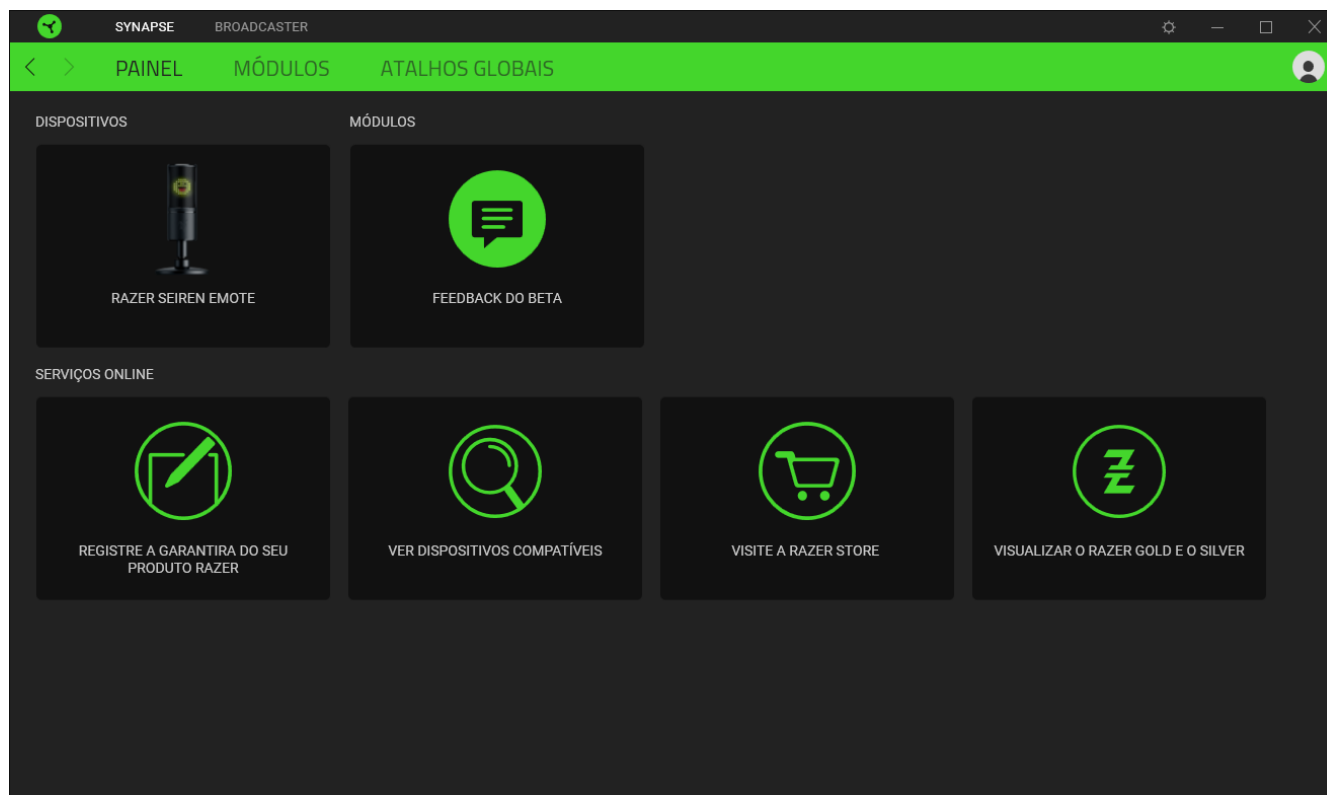 SYNAPSE BROADCASTER
PAINEL MÓDULOS ATALHOS GLOBAIS
DISPOSITIVOS MÓDULOS
RAZER SEIREN EMOTE FEEDBACK DO BETA
SERVIÇOS ONLINE
REGISTRE A GARANTIRA DO SEU
PRODUTO RAZER
VER DISPOSITIVOS COMPATÍVEIS
VISITE A RAZER STORE
VISUALIZAR O RAZER GOLD E O SILVER